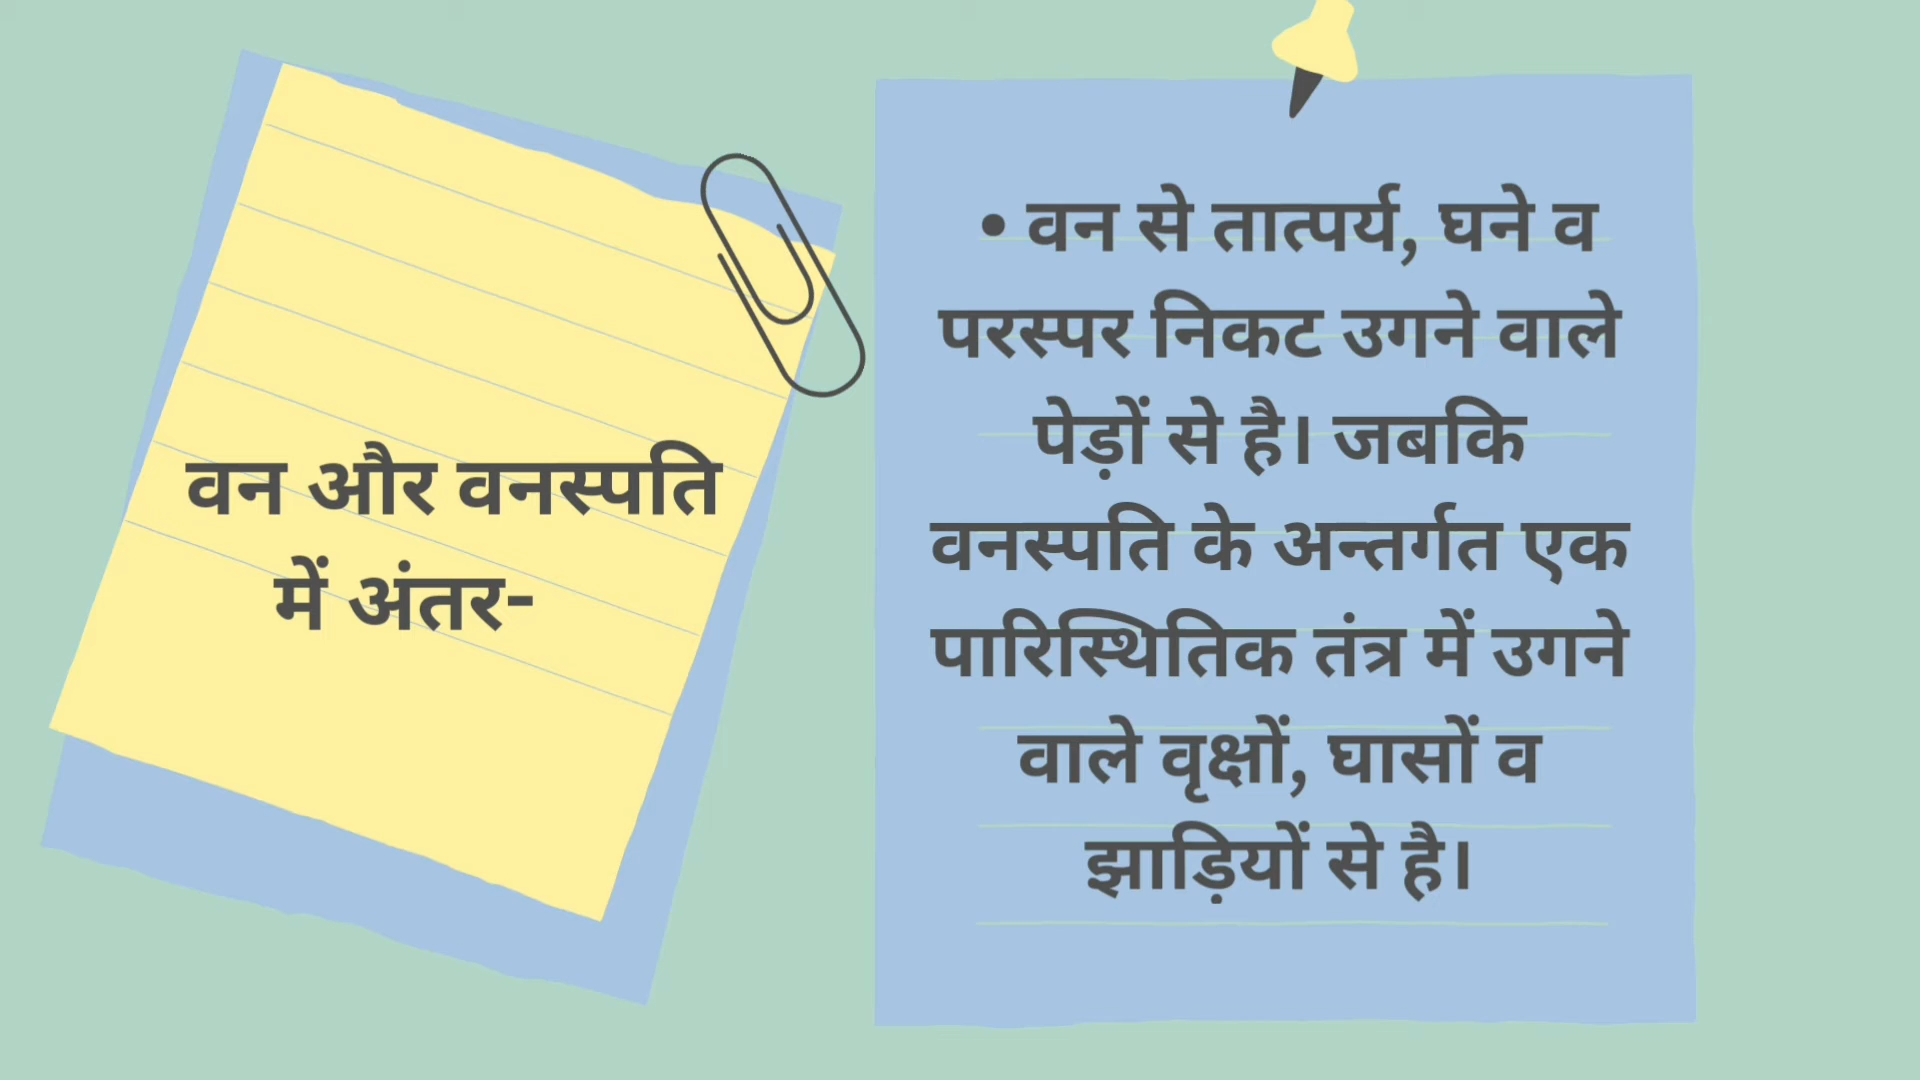 वन और वनस्पति
में अंतर-
• वन से तात्पर्य, घने व
परस्पर निकट उगने वाले
पेड़ों से है। जबकि
वनस्पति के अन्तर्गत एक
पारिस्थितिक तंत्र में उगने
वाले वृक्षों, घासों व
झाड़ियों से है।